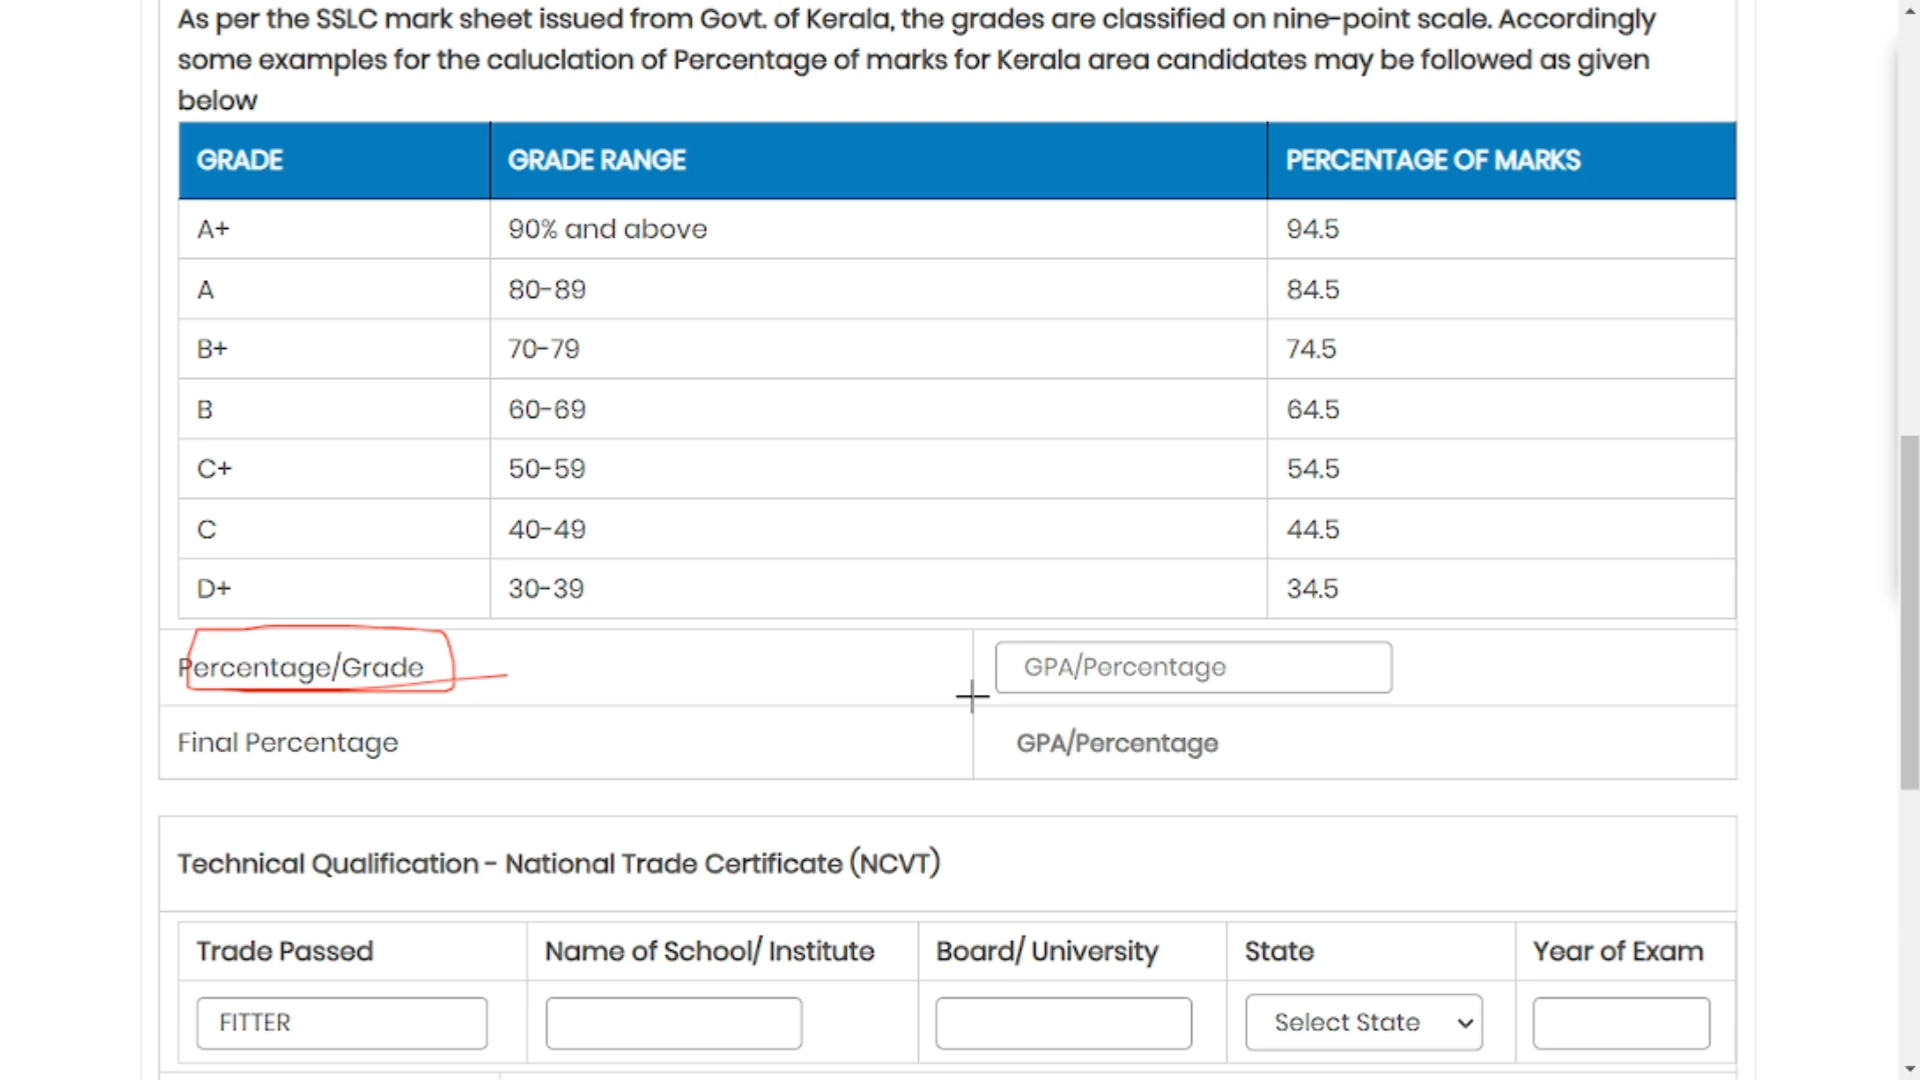 As per the SSLC mark sheet issued from Govt. of Kerala, the grades are classified on nine-point scale. Accordingly
some examples for the caluclation of Percentage of marks for Kerala area candidates may be followed as given
below
GRADE GRADE RANGE PERCENTAGE OF MARKS
A+ 90% and above 94.5
A 80-89 84.5
B+ 70-79 74.5
B 60-69 64.5
C+ 50-59 54.5
C 40-49 44.5
D+ 30-39 34.5
Percentage/Grade GPA/Percentage
Final Percentage GPA/Percentage
Technical Qualification - National Trade Certificate (NCVT)
Trade Passed Name of School/ Institute Board/ University State Year of Exam
FITTER Select State